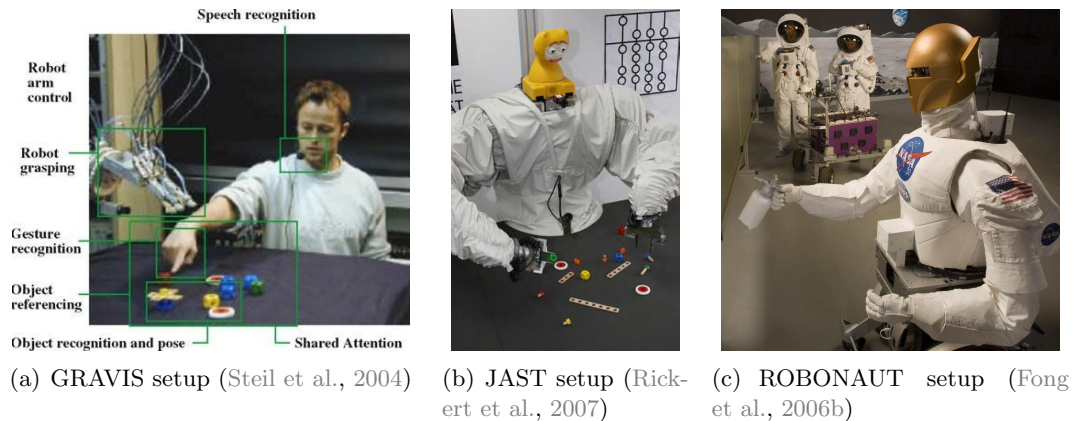 Speech recognition
Robot
arm
control
Robot
grasping
Gesture
recognition
Object
referencing
Object recognition and pose
Shared Attention
NASA
(a) GRAVIS setup (Steil et al., 2004)
(b) JAST setup (Rick-
ert et al., 2007)
(c) ROBONAUT setup (Fong
et al., 2006b)